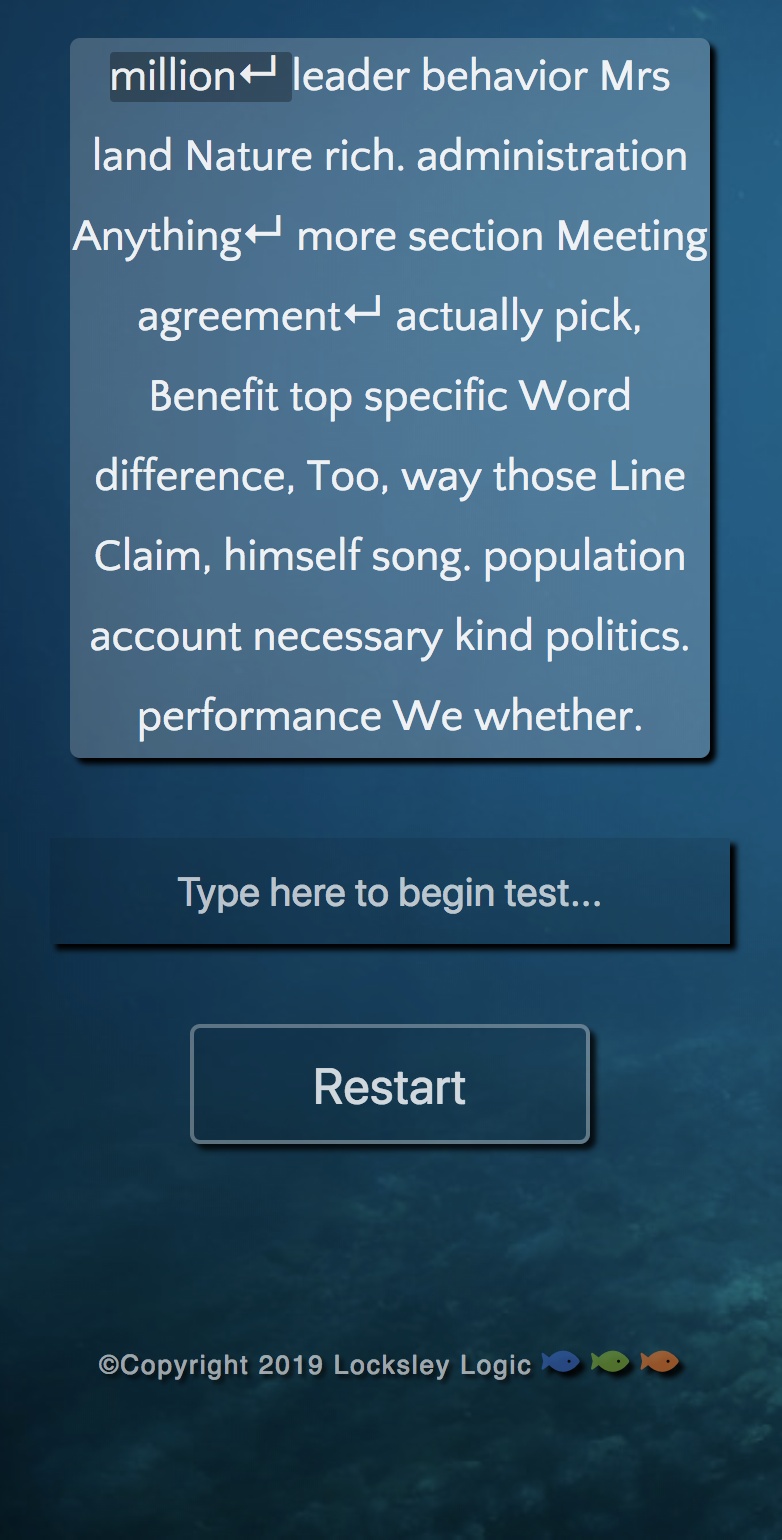 million↵ leader behavior Mrs
land Nature rich. administration
Anything↵ more section Meeting
agreement↵ actually pick,
Benefit top specific Word
difference, Too, way those Line
Claim, himself song. population
account necessary kind politics.
performance We whether.
Type here to begin test...
Restart
©Copyright 2019 Locksley Logic